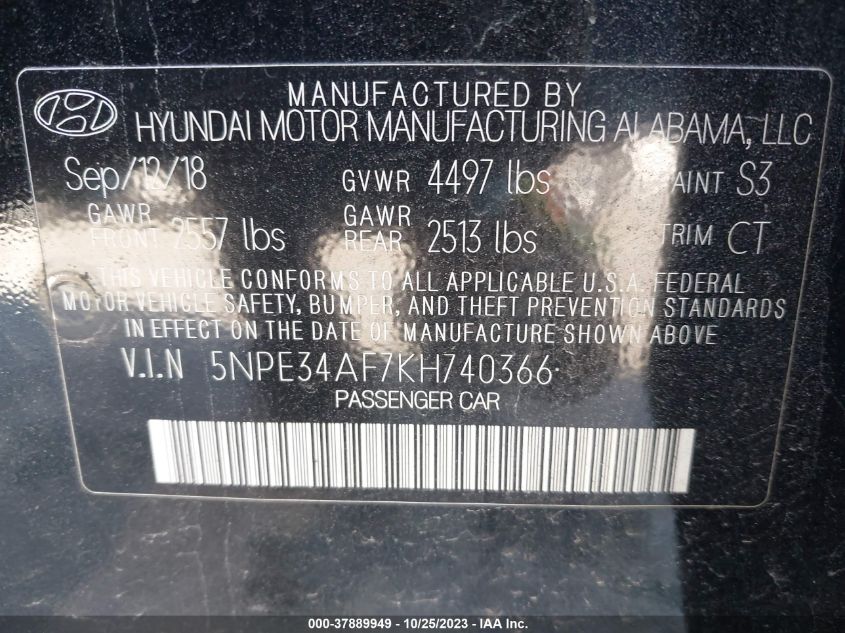 MANUFACTURED BY
HYUNDAI MOTOR MANUFACTURING ALABAMA, LLC
Sep/12/18 GVWR 4497 lbs PAINT S3
GAWR FRONT 2557 lbs GAWR REAR 2513 lbs TRIM CT
THIS VEHICLE CONFORMS TO ALL APPLICABLE U.S.A. FEDERAL
MOTOR VEHICLE SAFETY, BUMPER, AND THEFT PREVENTION STANDARDS
IN EFFECT ON THE DATE OF MANUFACTURE SHOWN ABOVE
V.I.N 5NPE34AF7KH740366
PASSENGER CAR
000-37889949 - 10/25/2023 - IAA Inc.